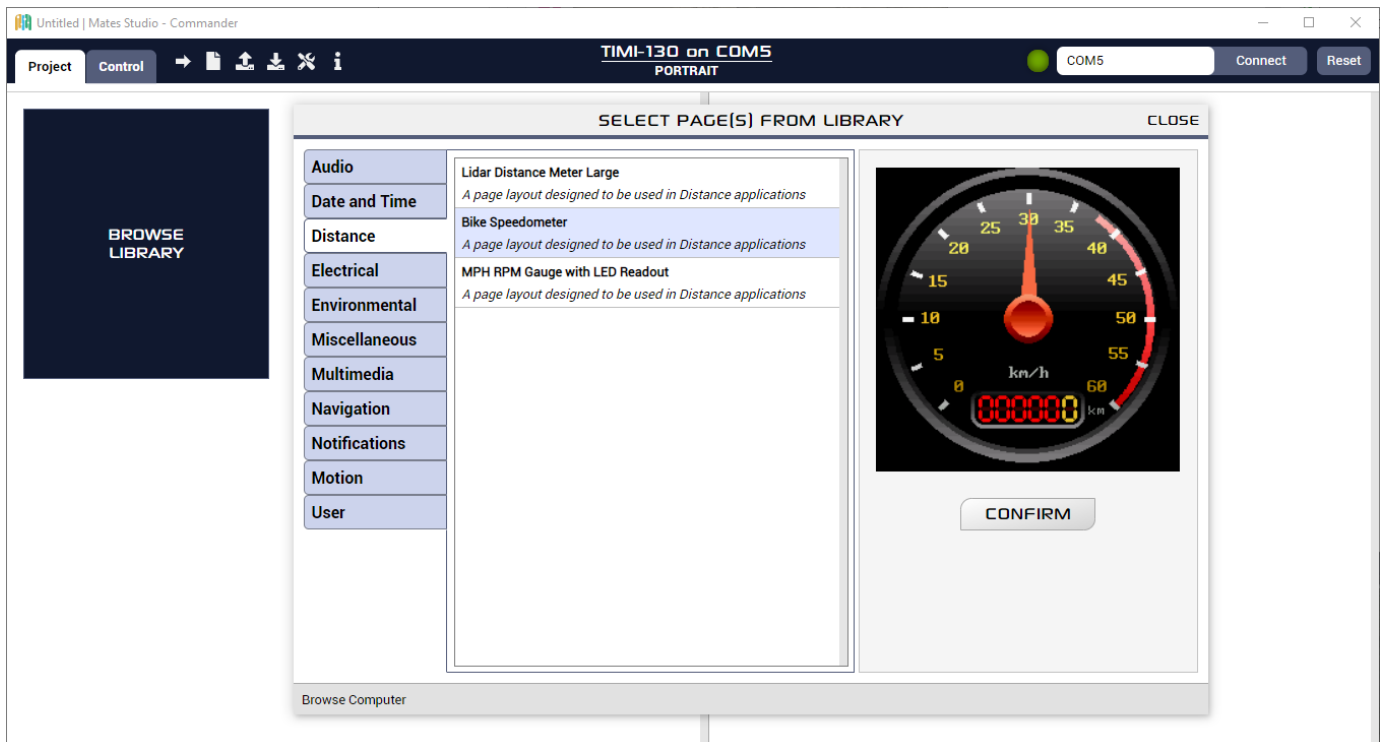 Untitled | Mates Studio - Commander
Project
Control
TIMI-130 on COM5
PORTRAIT
COM5
Connect
Reset
BROWSE
LIBRARY
SELECT PAGE(S) FROM LIBRARY
CLOSE
Audio
Date and Time
Distance
Electrical
Environmental
Miscellaneous
Multimedia
Navigation
Notifications
Motion
User
Lidar Distance Meter Large
A page layout designed to be used in Distance applications
Bike Speedometer
A page layout designed to be used in Distance applications
MPH RPM Gauge with LED Readout
A page layout designed to be used in Distance applications
0
5
10
15
20
25
30
35
40
45
50
55
60
km/h
000000 km
CONFIRM
Browse Computer